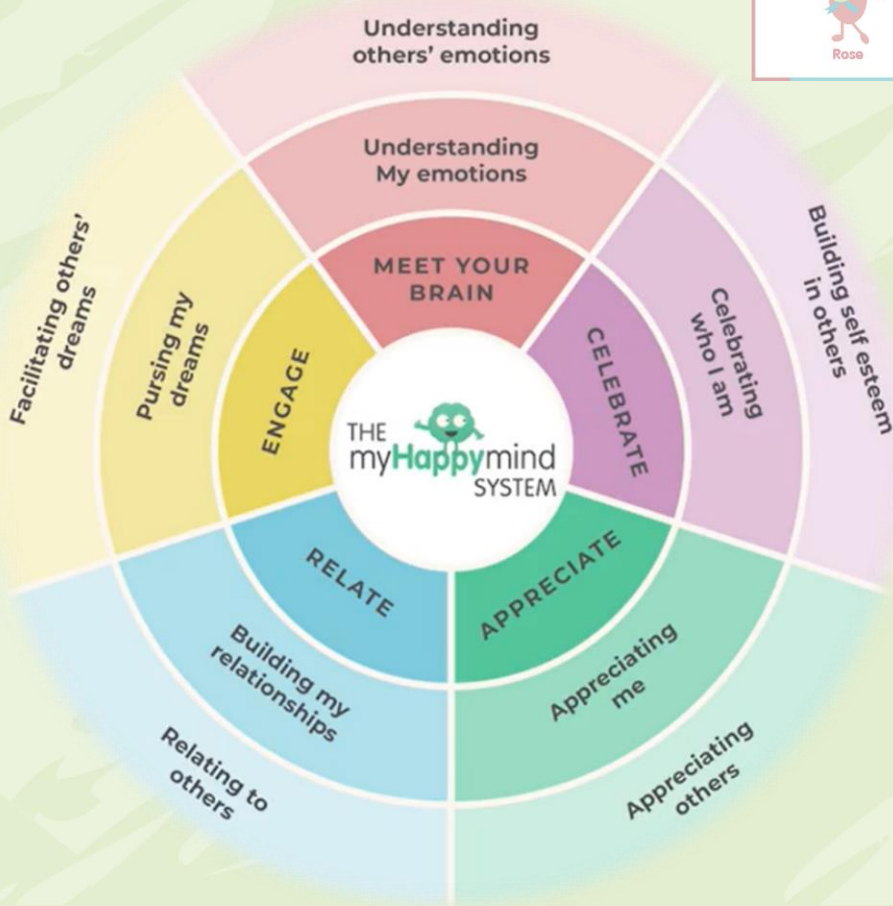 Understanding
others' emotions
Rose
Understanding
My emotions
MEET YOUR
BRAIN
Building self esteem
in others
Celebrating
who I am
CELEBRATE
Facilitating others'
dreams
Pursing my
dreams
ENGAGE
THE
myHappymind
SYSTEM
RELATE
Building my
relationships
Relating to
others
APPRECIATE
Appreciating
me
Appreciating
others